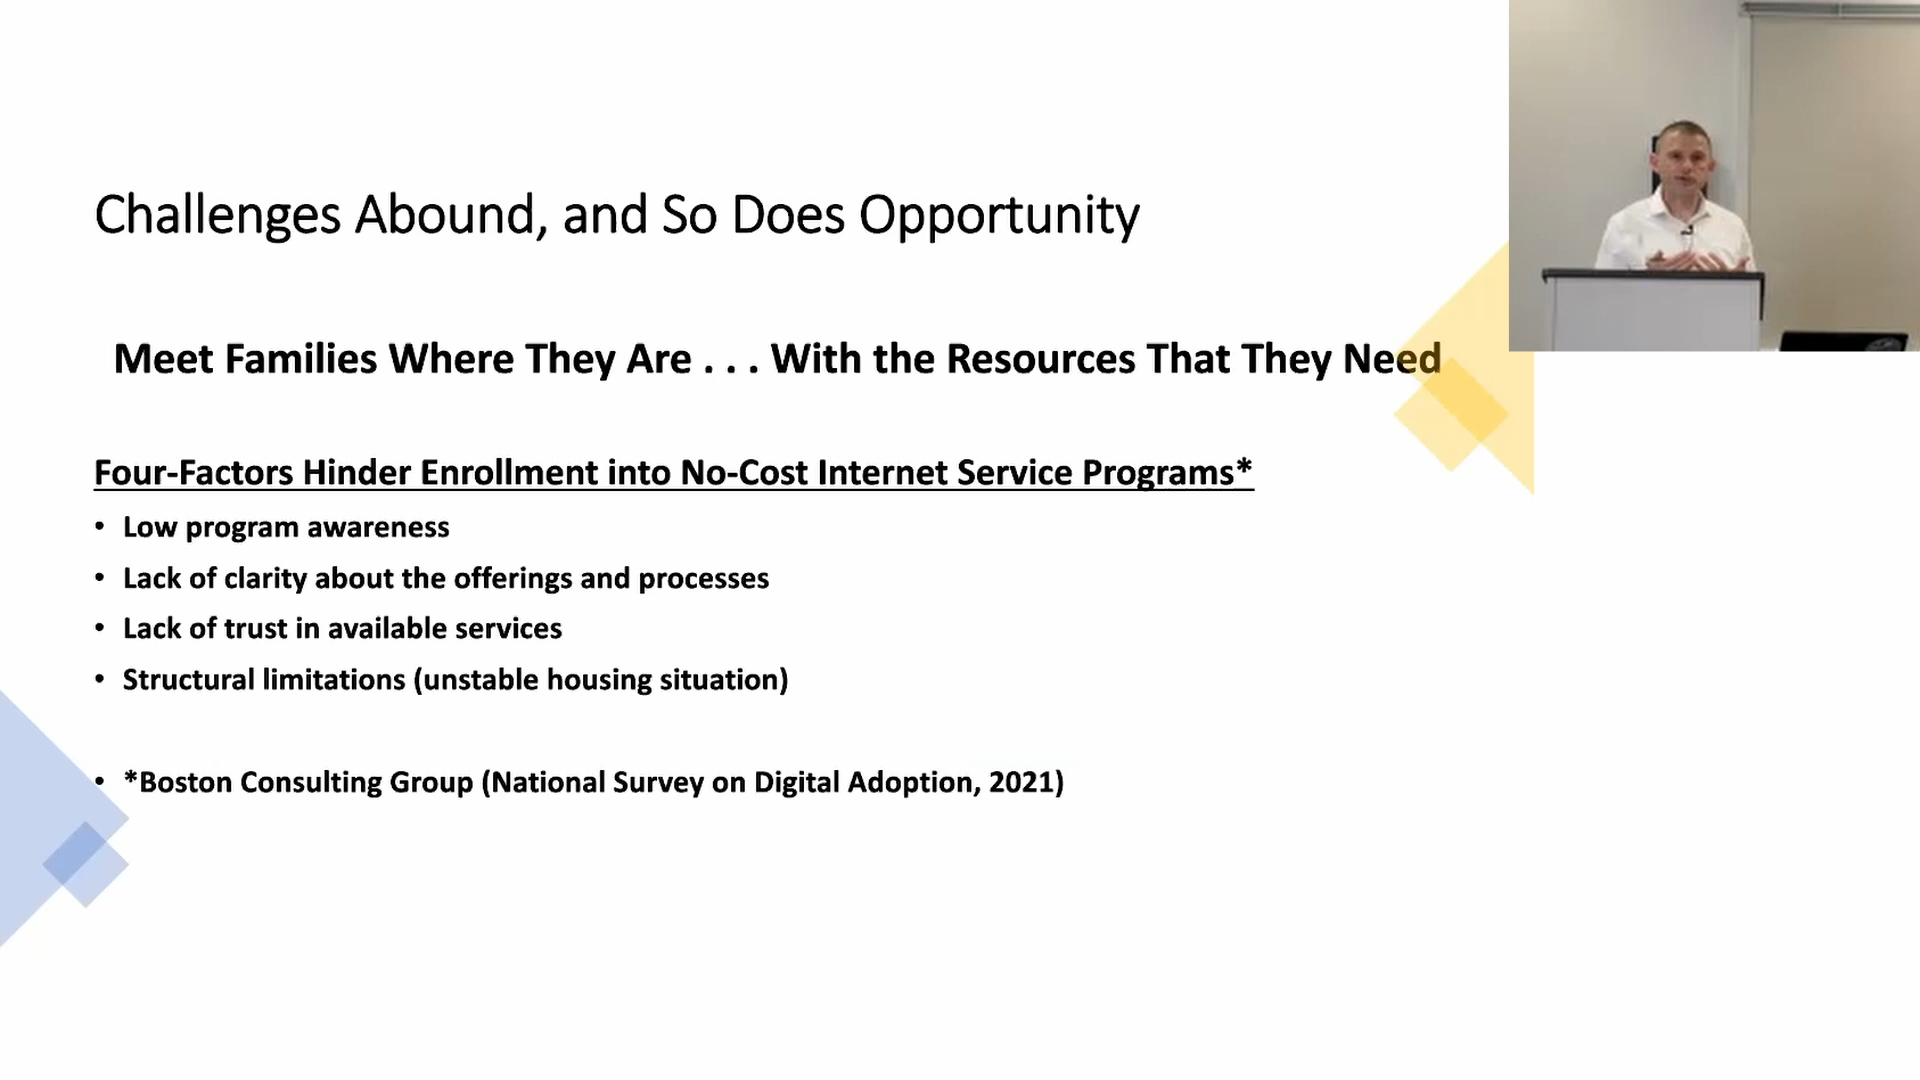 Challenges Abound, and So Does Opportunity
Meet Families Where They Are . . . With the Resources That They Need
Four-Factors Hinder Enrollment into No-Cost Internet Service Programs*
• Low program awareness
• Lack of clarity about the offerings and processes
• Lack of trust in available services
• Structural limitations (unstable housing situation)
• *Boston Consulting Group (National Survey on Digital Adoption, 2021)